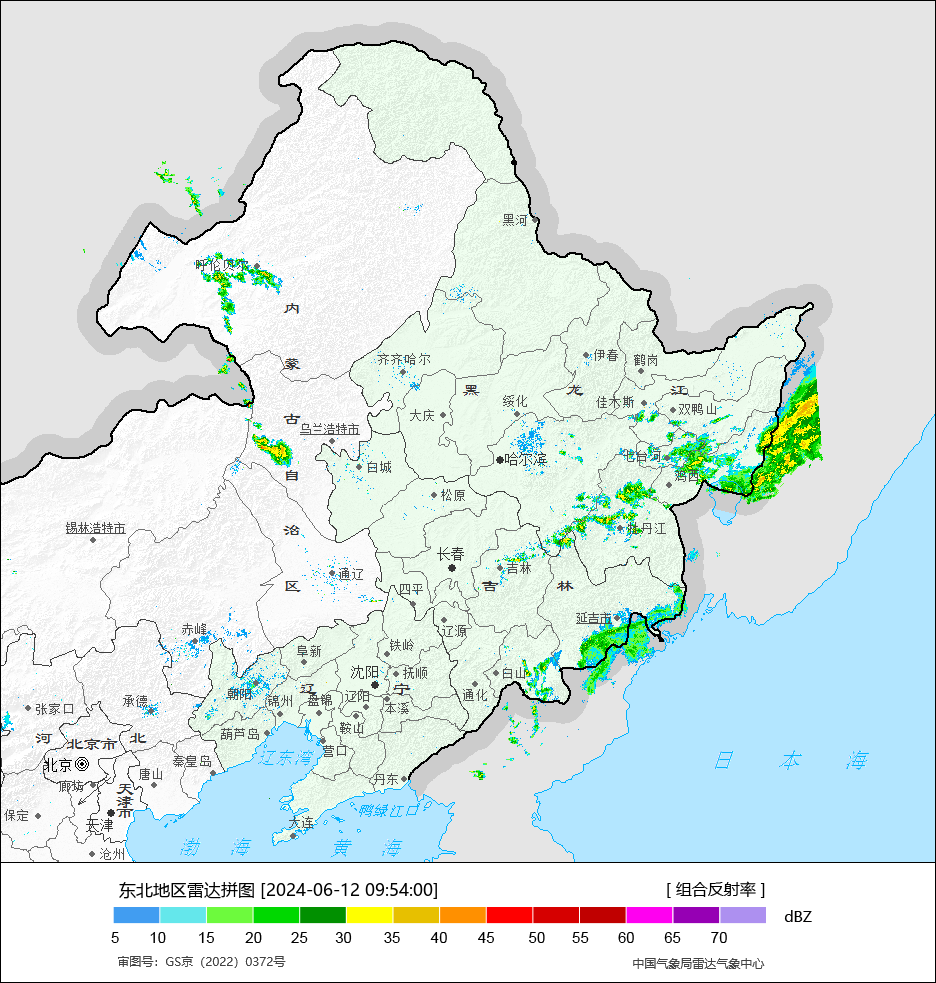 黑河
呼伦贝尔
内
蒙
古
自
治
区
齐齐哈尔
伊春
鹤岗
黑
龙
江
绥化
佳木斯
双鸭山
大庆
乌兰浩特市
白城
哈尔滨
七台河
鸡西
松原
锡林浩特市
牡丹江
长春
吉林
通辽
四平
吉
林
延吉市
赤峰
辽源
铁岭
阜新
沈阳
抚顺
白山
朝阳
辽
宁
锦州
盘锦
辽阳
本溪
通化
承德
张家口
鞍山
葫芦岛
河
北京市
北
营口
辽东湾
北京
秦皇岛
唐山
丹东
廊坊
天津市
日本海
保定
天津
大连
鸭绿江口
渤海
黄海
沧州
东北地区雷达拼图 [2024-06-12 09:54:00]
[ 组合反射率 ]
dBZ
5 10 15 20 25 30 35 40 45 50 55 60 65 70
审图号：GS京（2022）0372号
中国气象局雷达气象中心